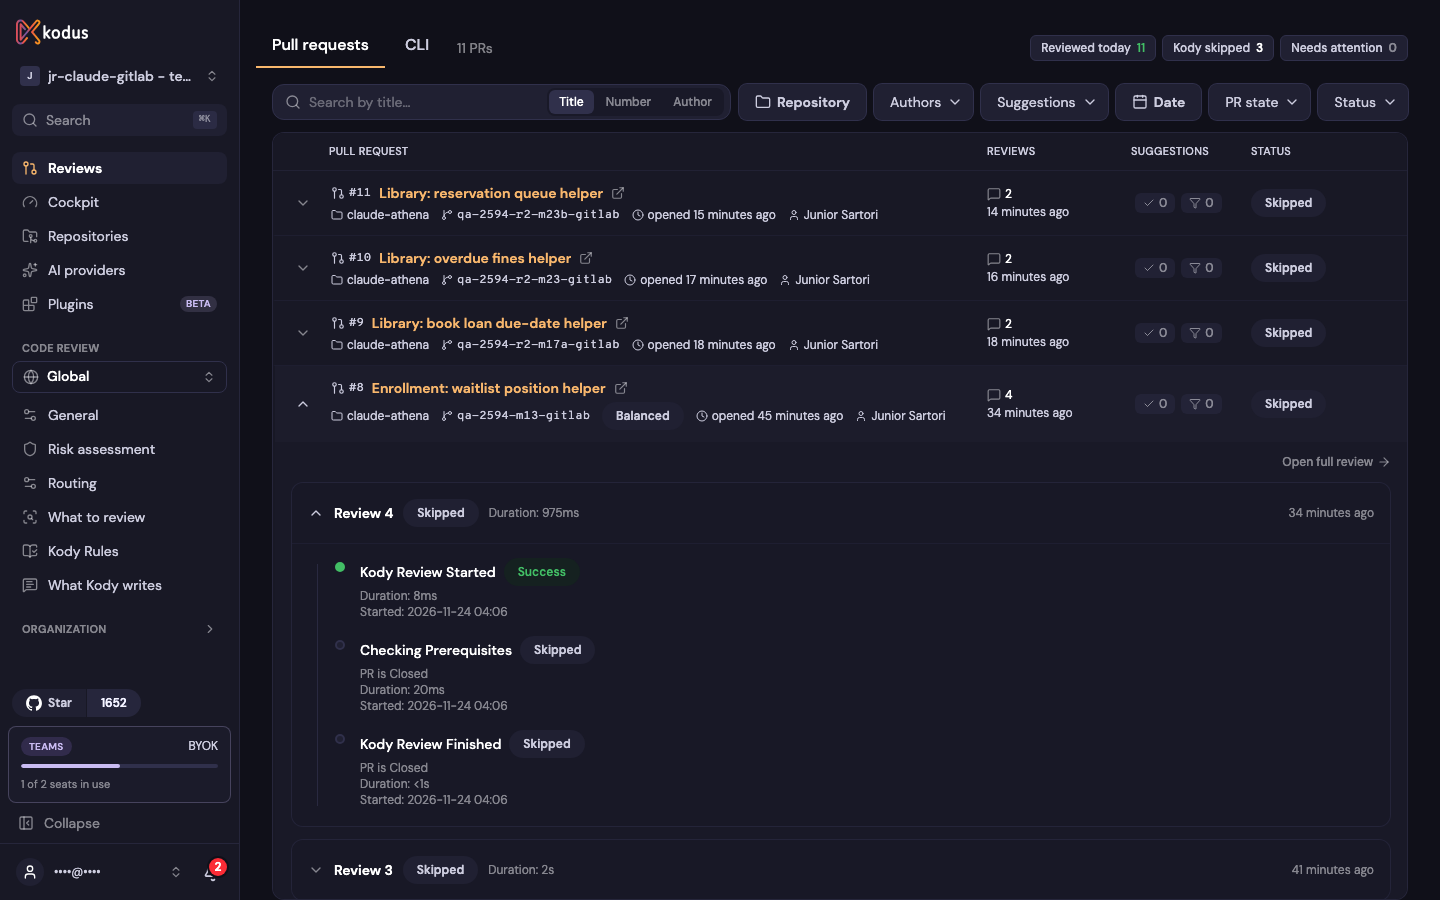 kodus
J jr-claude-gitlab - te...
Search ⌘K
Reviews
Cockpit
Repositories
AI providers
Plugins BETA
CODE REVIEW
Global
General
Risk assessment
Routing
What to review
Kody Rules
What Kody writes
ORGANIZATION
Star 1652
TEAMS BYOK
1 of 2 seats in use
Collapse
••••@•••• 2
Pull requests CLI 11 PRs
Reviewed today 11 Kody skipped 3 Needs attention 0
Search by title... Title Number Author Repository Authors Suggestions Date PR state Status
PULL REQUEST REVIEWS SUGGESTIONS STATUS
#11 Library: reservation queue helper
claude-athena qa-2594-r2-m23b-gitlab opened 15 minutes ago Junior Sartori
2
14 minutes ago
0 0 Skipped
#10 Library: overdue fines helper
claude-athena qa-2594-r2-m23-gitlab opened 17 minutes ago Junior Sartori
2
16 minutes ago
0 0 Skipped
#9 Library: book loan due-date helper
claude-athena qa-2594-r2-m17a-gitlab opened 18 minutes ago Junior Sartori
2
18 minutes ago
0 0 Skipped
#8 Enrollment: waitlist position helper
claude-athena qa-2594-m13-gitlab Balanced opened 45 minutes ago Junior Sartori
4
34 minutes ago
0 0 Skipped
Open full review
Review 4 Skipped Duration: 975ms 34 minutes ago
Kody Review Started Success
Duration: 8ms
Started: 2026-11-24 04:06
Checking Prerequisites Skipped
PR is Closed
Duration: 20ms
Started: 2026-11-24 04:06
Kody Review Finished Skipped
PR is Closed
Duration: <1s
Started: 2026-11-24 04:06
Review 3 Skipped Duration: 2s 41 minutes ago